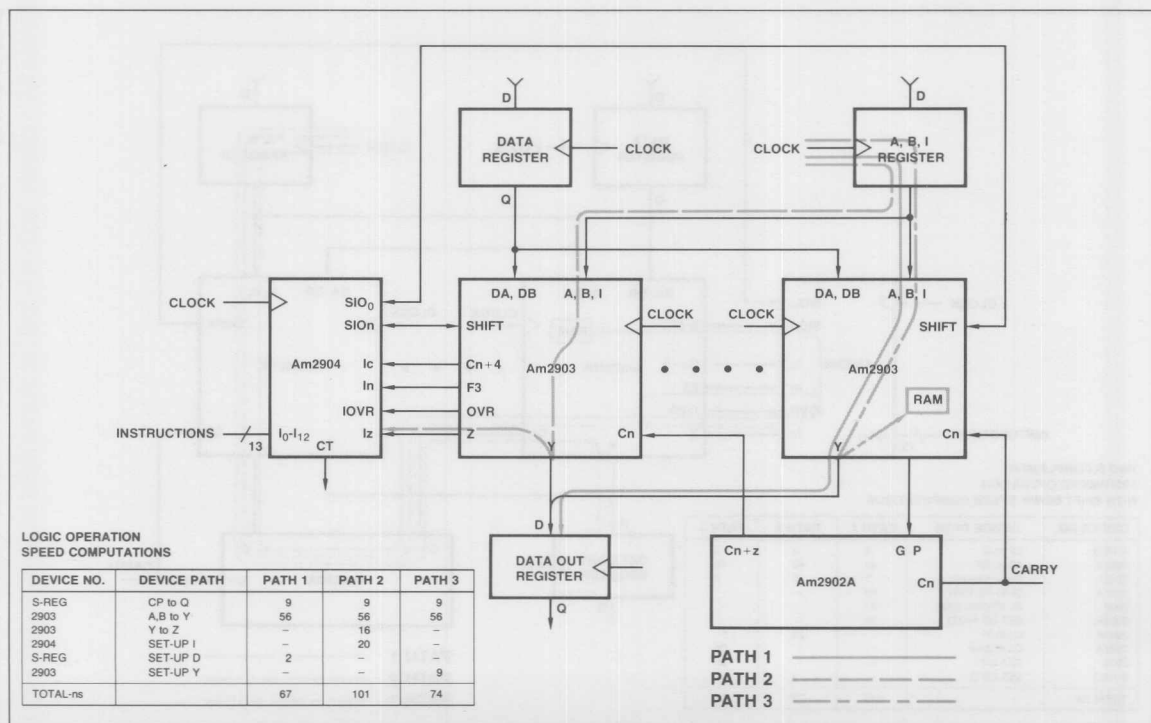 D
D
DATA
REGISTER
CLOCK
CLOCK
A, B, I
REGISTER
Q
CLOCK
SIO0
SIOn
Am2904
Ic
In
IOVR
Iz
INSTRUCTIONS
13
I0-I12
CT
DA, DB
A, B, I
SHIFT
CLOCK
Cn+4
Am2903
F3
OVR
Z
Y
Cn
CLOCK
DA, DB
A, B, I
SHIFT
Am2903
RAM
Cn
Y
D
DATA OUT
REGISTER
Q
Cn+z
G P
Am2902A
Cn
CARRY
LOGIC OPERATION
SPEED COMPUTATIONS
DEVICE NO. DEVICE PATH PATH 1 PATH 2 PATH 3
S-REG CP to Q 9 9 9
2903 A,B to Y 56 56 56
2903 Y to Z – 16 –
2904 SET-UP I – 20 –
S-REG SET-UP D 2 – –
2903 SET-UP Y – – 9
TOTAL-ns 67 101 74
PATH 1
PATH 2
PATH 3